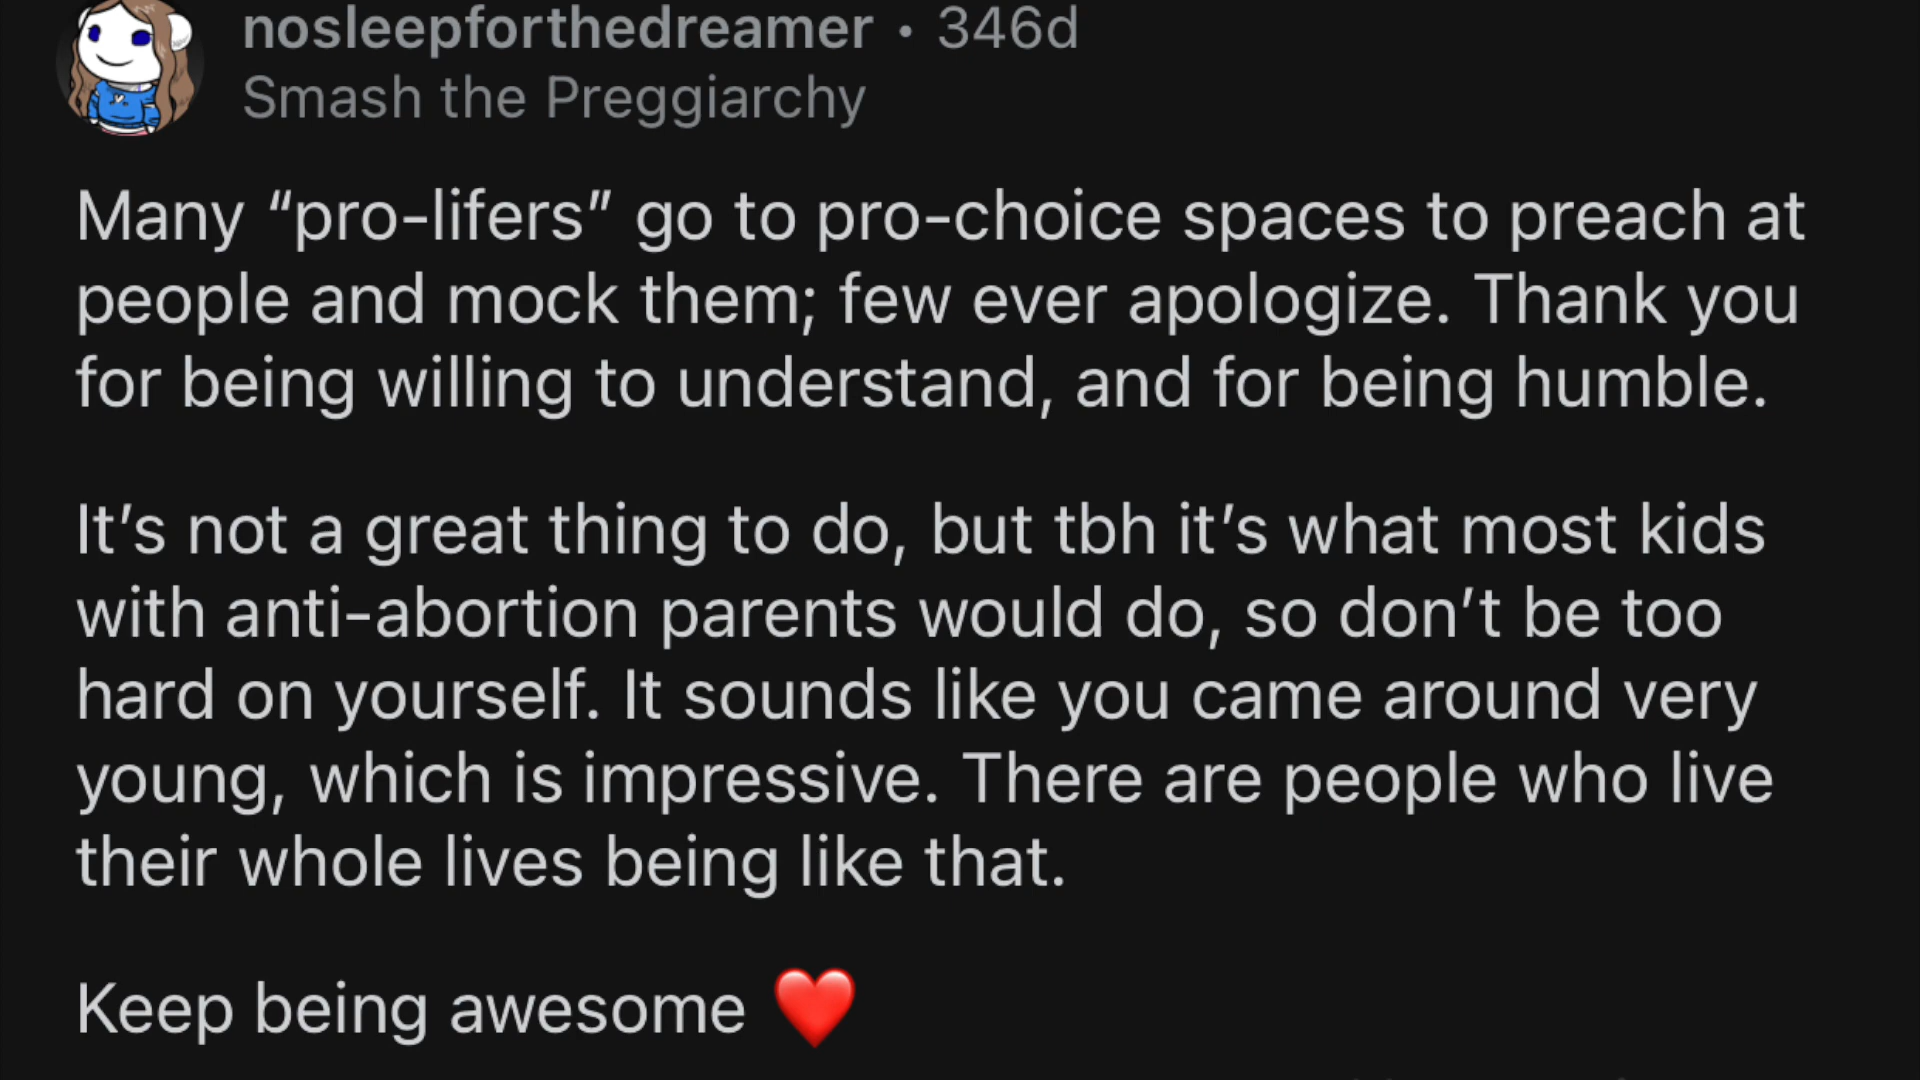 nosleepforthedreamer • 346d
Smash the Preggiarchy
Many “pro-lifers” go to pro-choice spaces to preach at
people and mock them; few ever apologize. Thank you
for being willing to understand, and for being humble.
It’s not a great thing to do, but tbh it’s what most kids
with anti-abortion parents would do, so don’t be too
hard on yourself. It sounds like you came around very
young, which is impressive. There are people who live
their whole lives being like that.
Keep being awesome ❤️